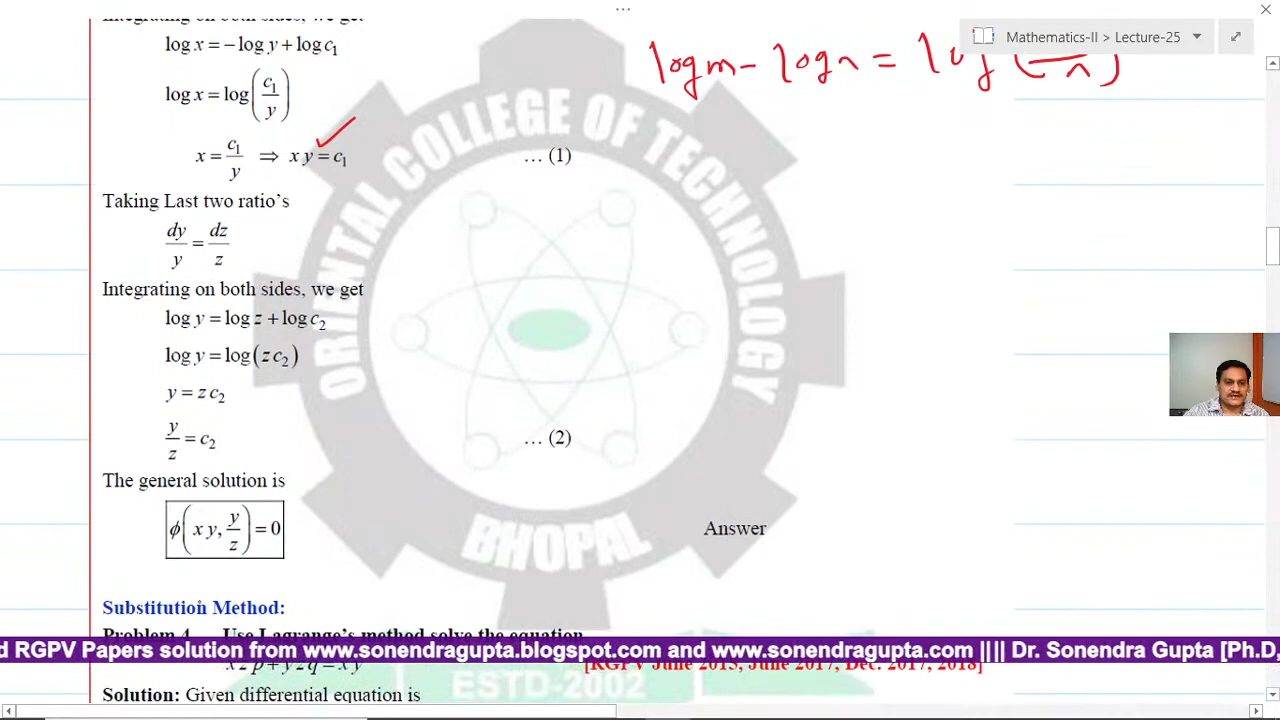 Integrating on both sides, we get
log x = − log y + log c₁
log m − log n = log (m/n)
Mathematics-II > Lecture-25
log x = log (c₁/y)
x = c₁/y ⇒ x y = c₁ … (1)
Taking Last two ratio's
dy/y = dz/z
Integrating on both sides, we get
log y = log z + log c₂
log y = log (z c₂)
y = z c₂
y/z = c₂ … (2)
The general solution is
ϕ(x y, y/z) = 0 Answer
Substitution Method:
Problem 4. Use Lagrange's method solve the equation
d RGPV Papers solution from www.sonendragupta.blogspot.com and www.sonendragupta.com |||| Dr. Sonendra Gupta [Ph.D,
x z p + y z q = x y [RGPV June 2015, June 2017, Dec. 2017, 2018]
Solution: Given differential equation is
ORIENTAL COLLEGE OF TECHNOLOGY
BHOPAL
ESTD-2002